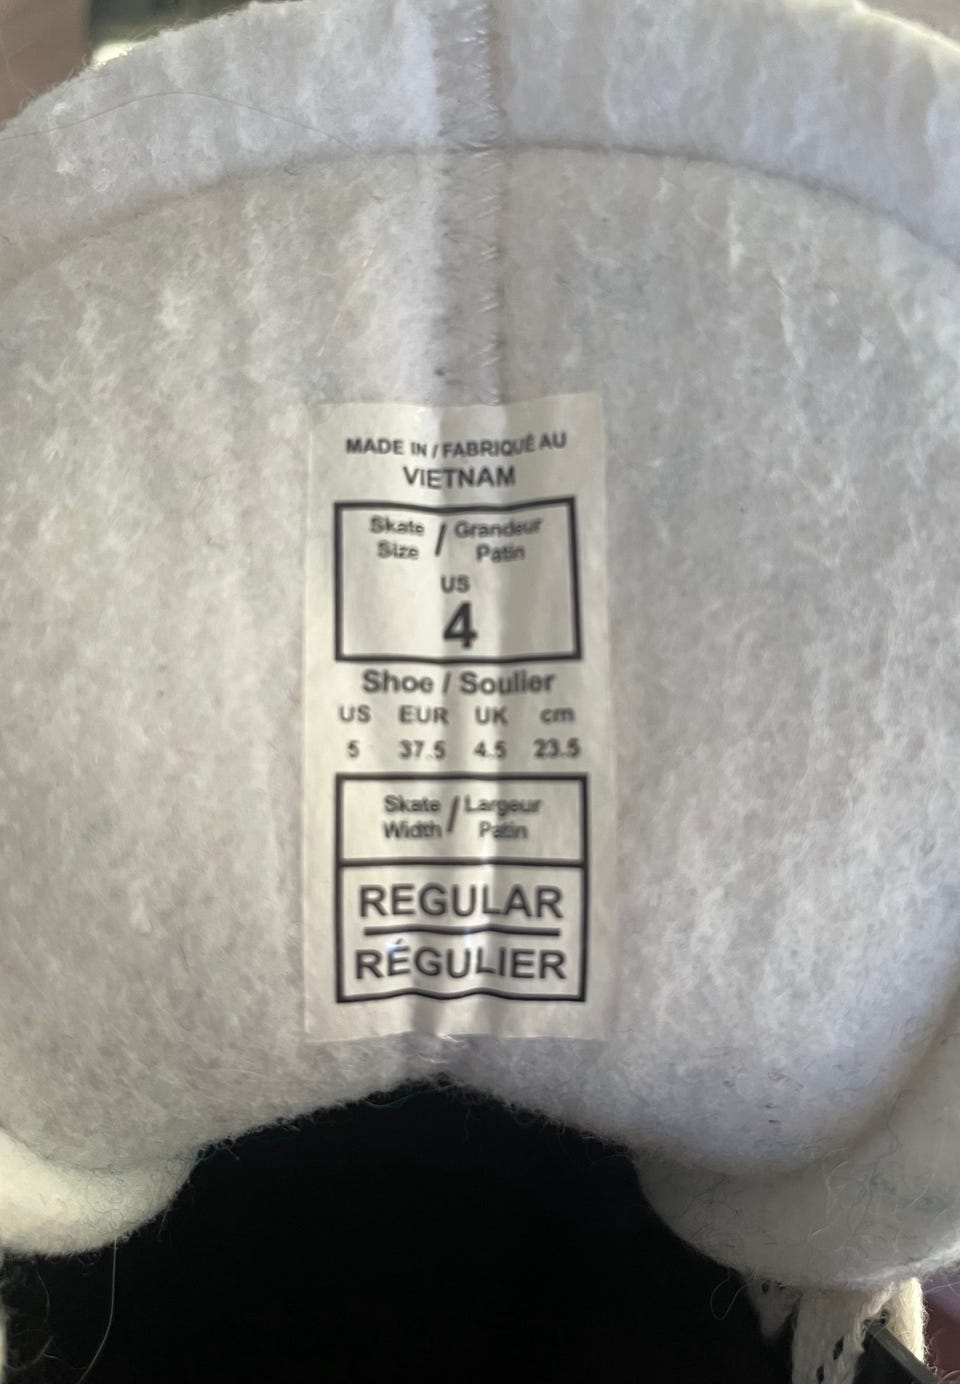 MADE IN / FABRIQUÉ AU
VIETNAM
Skate Size / Grandeur Patin
US
4
Shoe / Soulier
US EUR UK cm
5 37.5 4.5 23.5
Skate Width / Largeur Patin
REGULAR
RÉGULIER